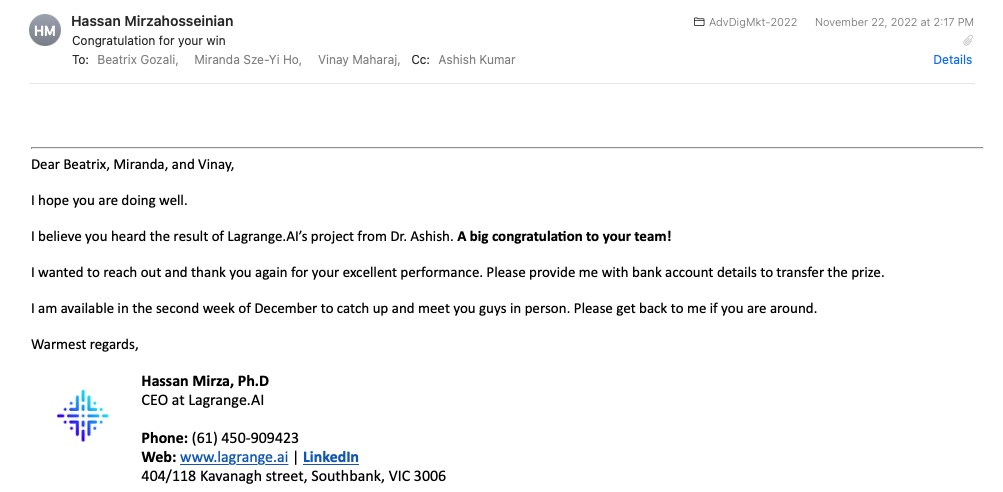 HM
Hassan Mirzahosseinian
AdvDigMkt-2022 November 22, 2022 at 2:17 PM
Congratulation for your win
To: Beatrix Gozali, Miranda Sze-Yi Ho, Vinay Maharaj, Cc: Ashish Kumar
Details
Dear Beatrix, Miranda, and Vinay,
I hope you are doing well.
I believe you heard the result of Lagrange.AI's project from Dr. Ashish. A big congratulation to your team!
I wanted to reach out and thank you again for your excellent performance. Please provide me with bank account details to transfer the prize.
I am available in the second week of December to catch up and meet you guys in person. Please get back to me if you are around.
Warmest regards,
Hassan Mirza, Ph.D
CEO at Lagrange.AI
Phone: (61) 450-909423
Web: www.lagrange.ai | LinkedIn
404/118 Kavanagh street, Southbank, VIC 3006